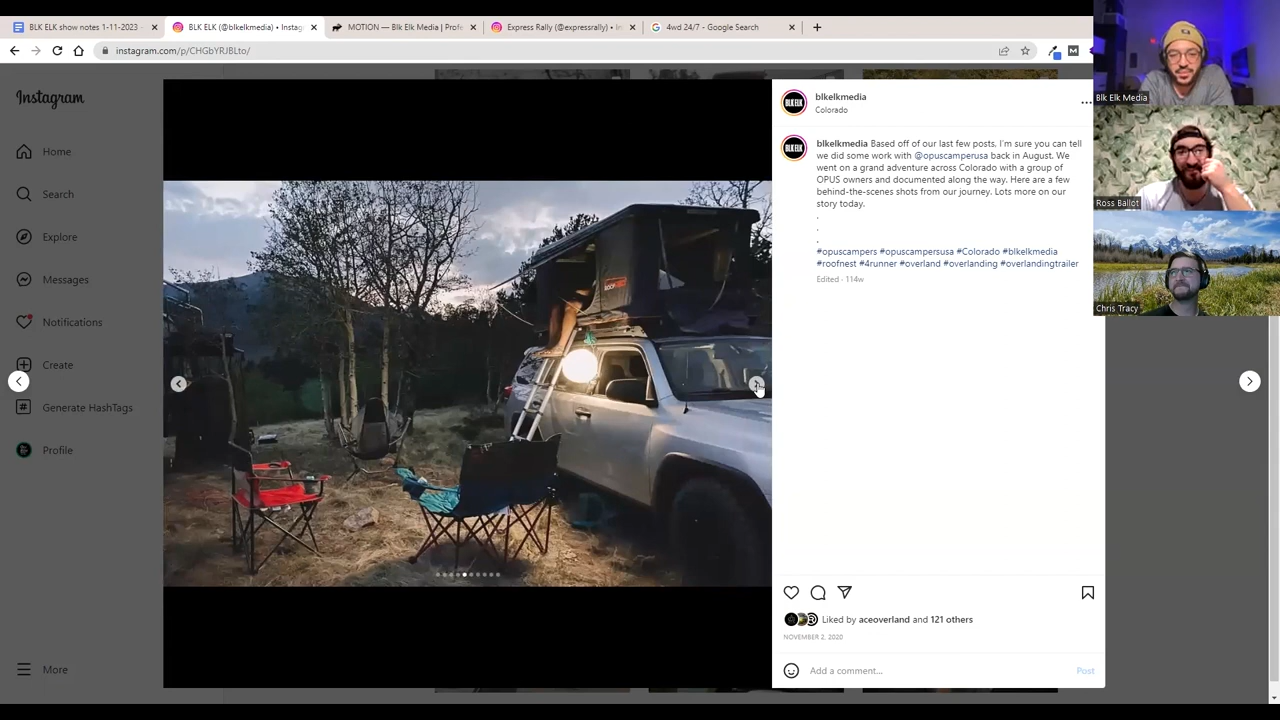 BLK ELK show notes 1-11-2023
BLK ELK (@blkelkmedia) • Instag
MOTION — Blk Elk Media | Profe
Express Rally (@expressrally) • In
4wd 24/7 - Google Search
instagram.com/p/CHGbYRJBLto/
Instagram
Home
Search
Explore
Messages
Notifications
Create
Generate HashTags
Profile
More
BLK ELK
blkelkmedia
Colorado
BLK ELK
blkelkmedia Based off of our last few posts, I'm sure you can tell
we did some work with @opuscamperusa back in August. We
went on a grand adventure across Colorado with a group of
OPUS owners and documented along the way. Here are a few
behind-the-scenes shots from our journey. Lots more on our
story today.
.
.
.
#opuscampers #opuscampersusa #Colorado #blkelkmedia
#roofnest #4runner #overland #overlanding #overlandingtrailer
Edited · 114w
Liked by aceoverland and 121 others
NOVEMBER 2, 2020
Add a comment...
Post
Blk Elk Media
Ross Ballot
Chris Tracy